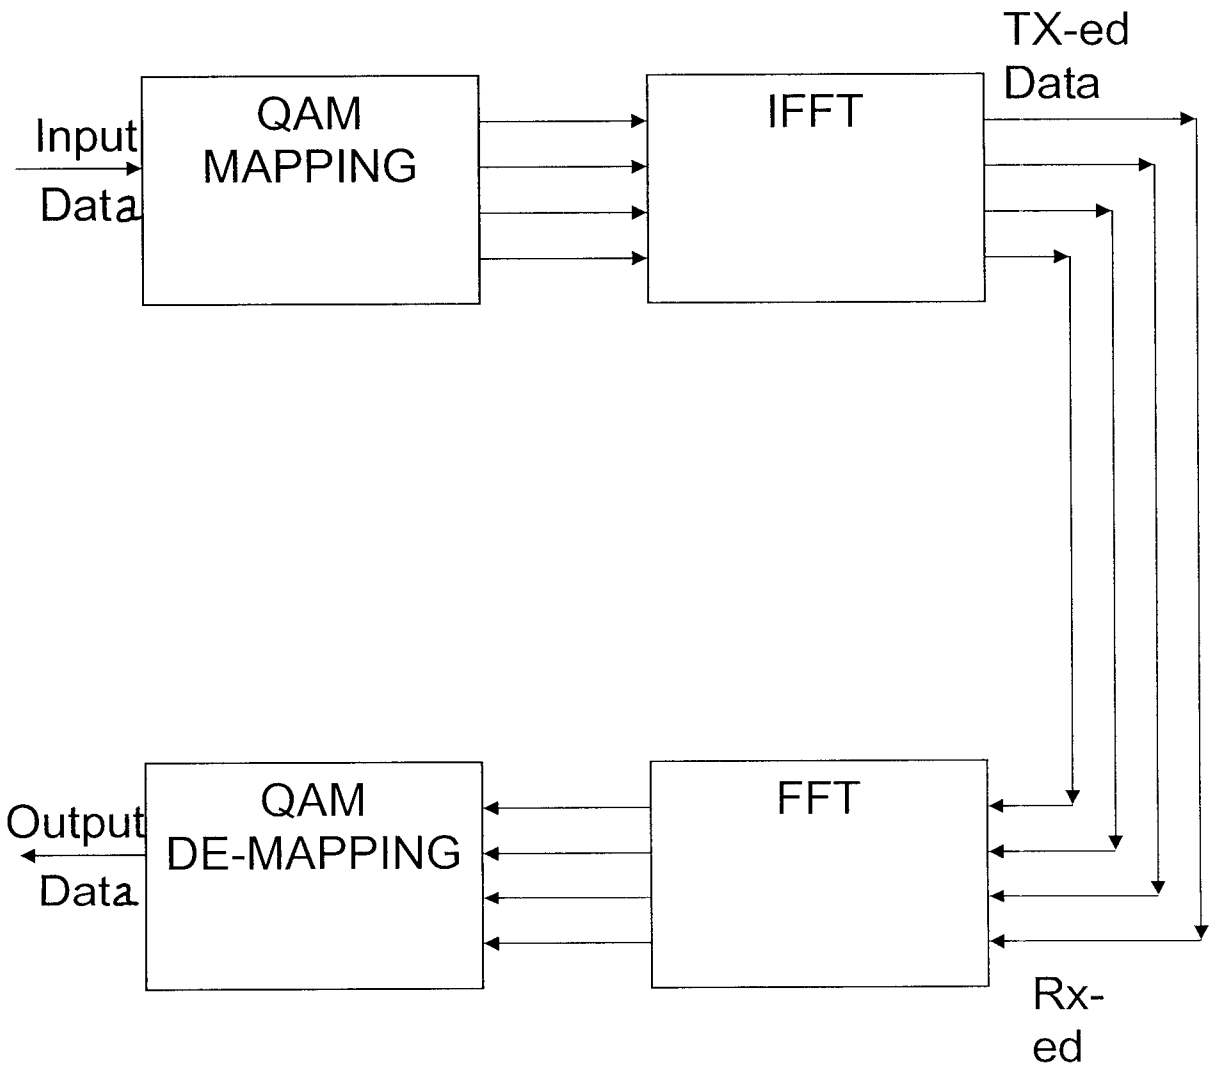 TX-ed
Data
QAM
MAPPING
IFFT
Input
Data
QAM
DE-MAPPING
FFT
Output
Data
Rx-
ed